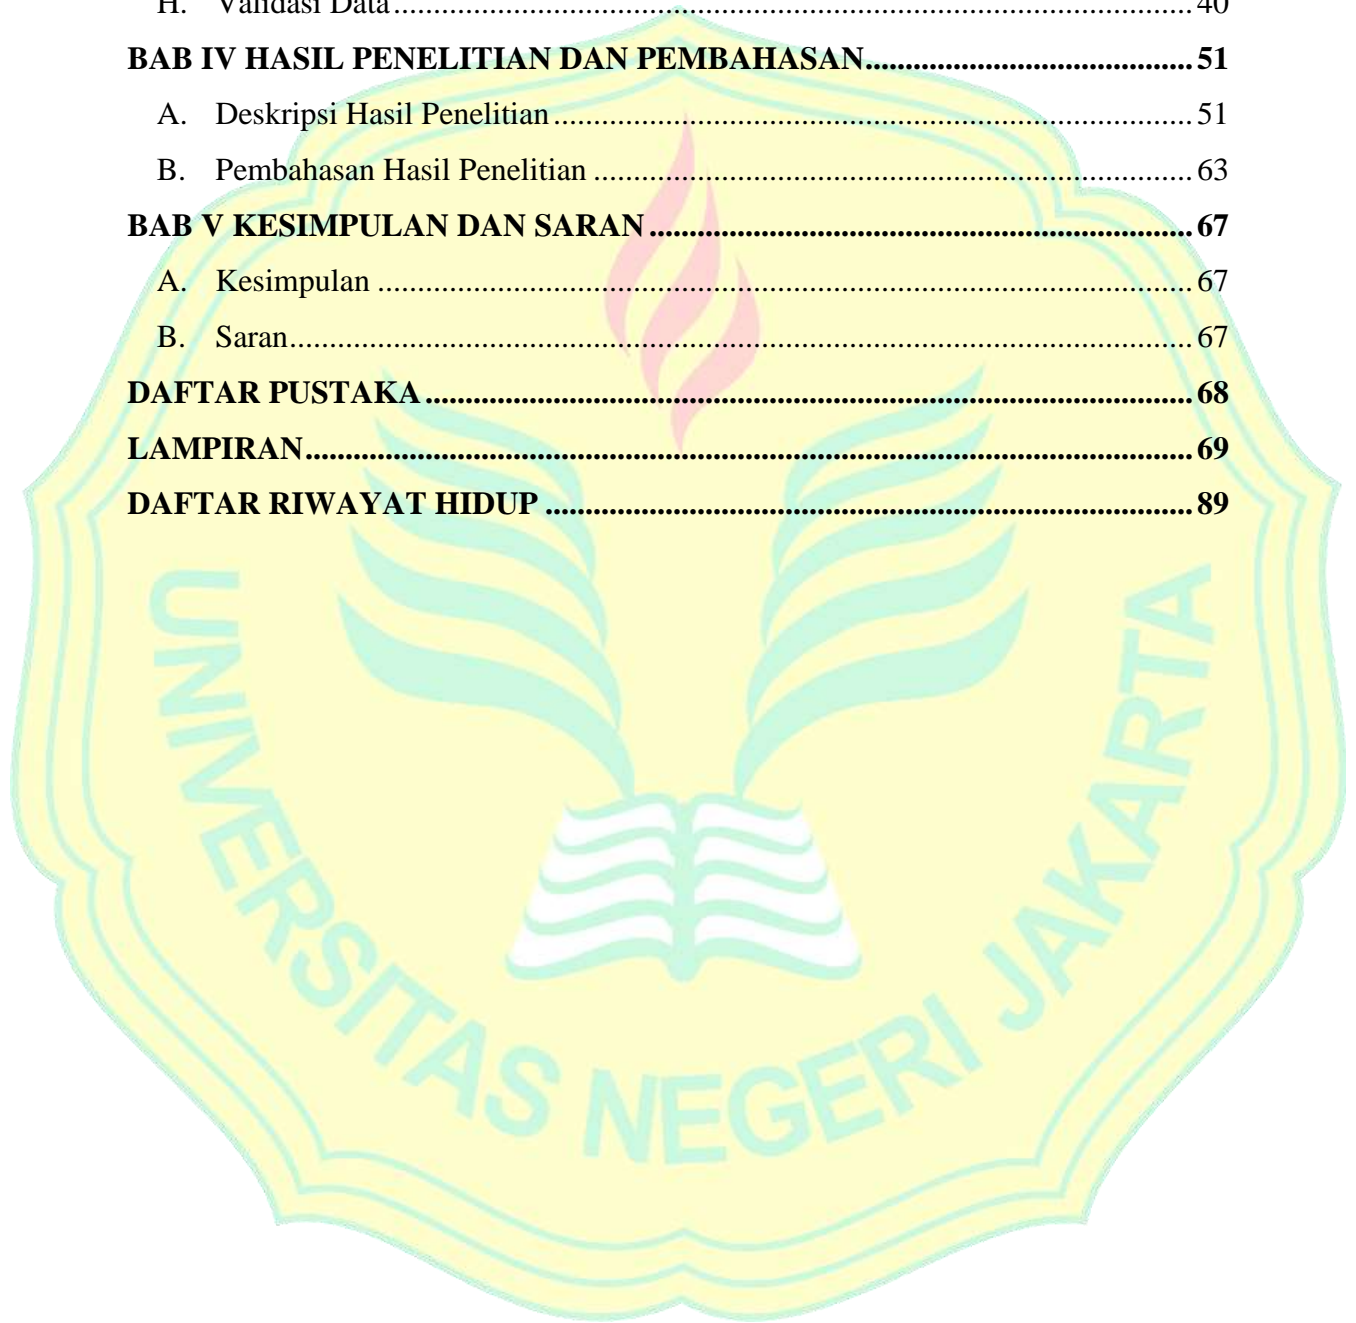 H. Validasi Data.......................................................................................................40
BAB IV HASIL PENELITIAN DAN PEMBAHASAN.........................................51
A. Deskripsi Hasil Penelitian................................................................................51
B. Pembahasan Hasil Penelitian...........................................................................63
BAB V KESIMPULAN DAN SARAN...................................................................67
A. Kesimpulan......................................................................................................67
B. Saran.................................................................................................................67
DAFTAR PUSTAKA...............................................................................................68
LAMPIRAN.............................................................................................................69
DAFTAR RIWAYAT HIDUP.................................................................................89
UNIVERSITAS NEGERI JAKARTA